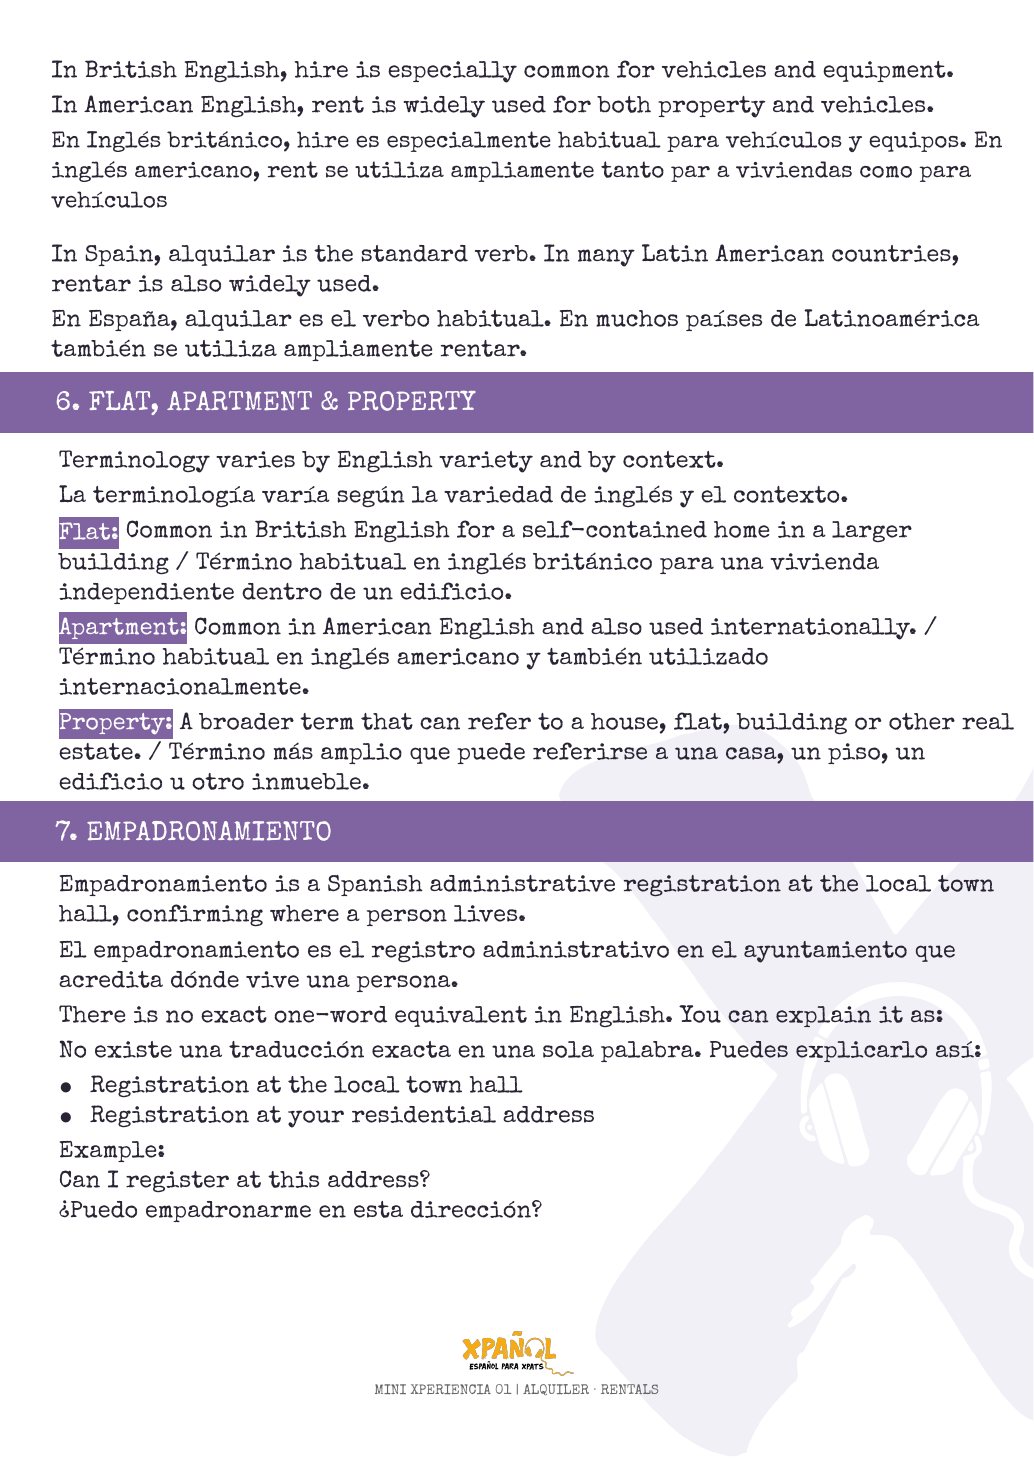 In British English, hire is especially common for vehicles and equipment.
In American English, rent is widely used for both property and vehicles.
En Inglés británico, hire es especialmente habitual para vehículos y equipos. En
inglés americano, rent se utiliza ampliamente tanto par a viviendas como para
vehículos
In Spain, alquilar is the standard verb. In many Latin American countries,
rentar is also widely used.
En España, alquilar es el verbo habitual. En muchos países de Latinoamérica
también se utiliza ampliamente rentar.
6. FLAT, APARTMENT & PROPERTY
Terminology varies by English variety and by context.
La terminología varía según la variedad de inglés y el contexto.
Flat: Common in British English for a self-contained home in a larger
building / Término habitual en inglés británico para una vivienda
independiente dentro de un edificio.
Apartment: Common in American English and also used internationally. /
Término habitual en inglés americano y también utilizado
internacionalmente.
Property: A broader term that can refer to a house, flat, building or other real
estate. / Término más amplio que puede referirse a una casa, un piso, un
edificio u otro inmueble.
7. EMPADRONAMIENTO
Empadronamiento is a Spanish administrative registration at the local town
hall, confirming where a person lives.
El empadronamiento es el registro administrativo en el ayuntamiento que
acredita dónde vive una persona.
There is no exact one-word equivalent in English. You can explain it as:
No existe una traducción exacta en una sola palabra. Puedes explicarlo así:
• Registration at the local town hall
• Registration at your residential address
Example:
Can I register at this address?
¿Puedo empadronarme en esta dirección?
XPAÑOL
ESPAÑOL PARA XPATS
MINI XPERIENCIA 01 | ALQUILER · RENTALS